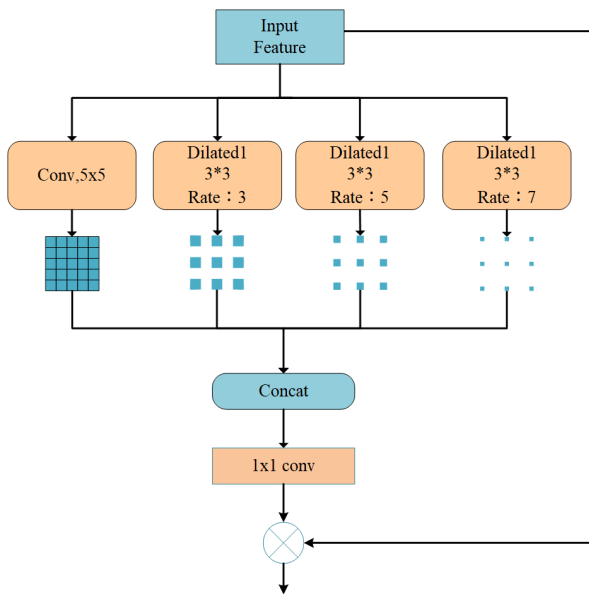 Input
Feature
Conv,5x5
Dilated1
3*3
Rate：3
Dilated1
3*3
Rate：5
Dilated1
3*3
Rate：7
Concat
1x1 conv